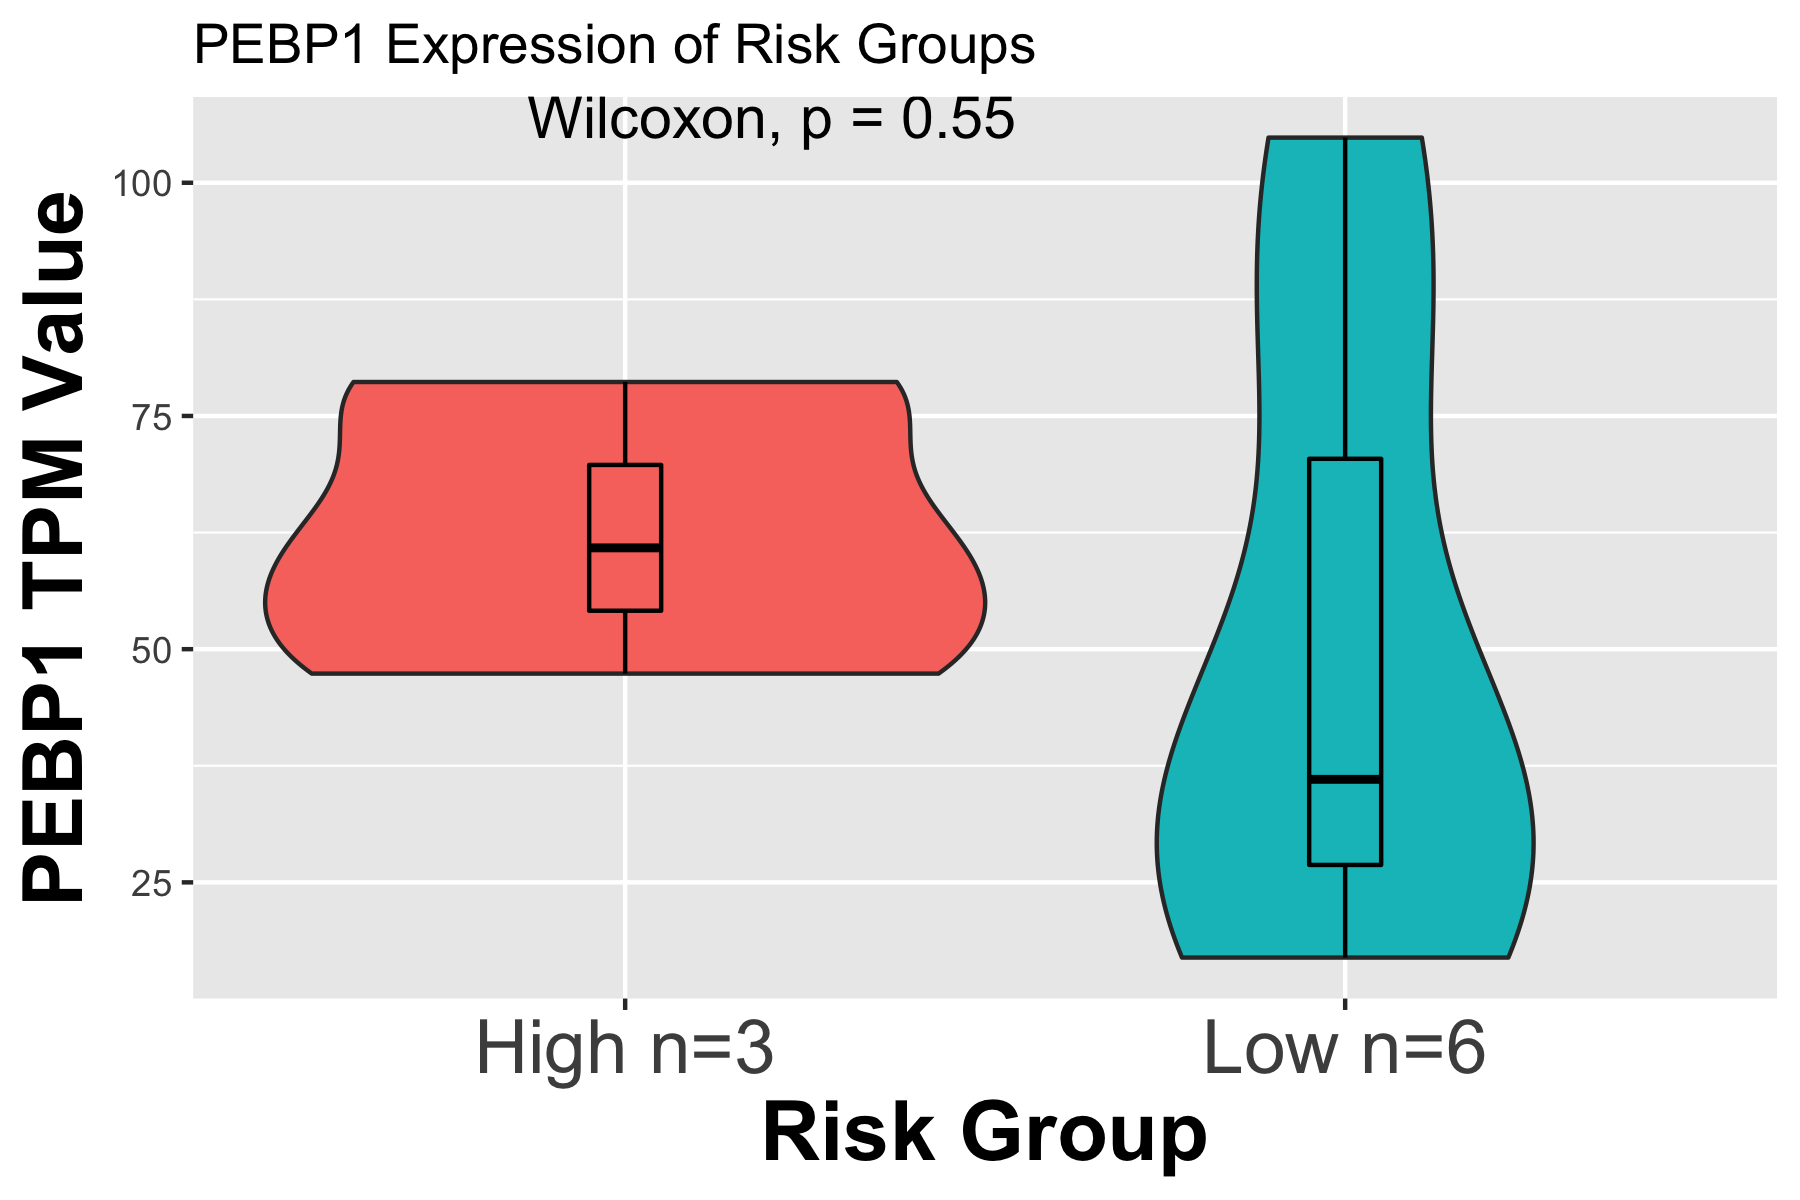 PEBP1 Expression of Risk Groups
Wilcoxon, p = 0.55
PEBP1 TPM Value
100
75
50
25
High n=3
Low n=6
Risk Group